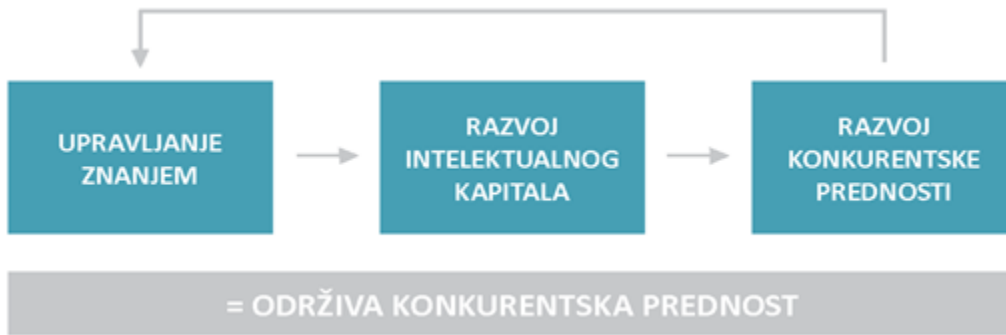 UPRAVLJANJE
ZNANJEM
RAZVOJ
INTELEKTUALNOG
KAPITALA
RAZVOJ
KONKURENTSKE
PREDNOSTI
= ODRŽIVA KONKURENTSKA PREDNOST